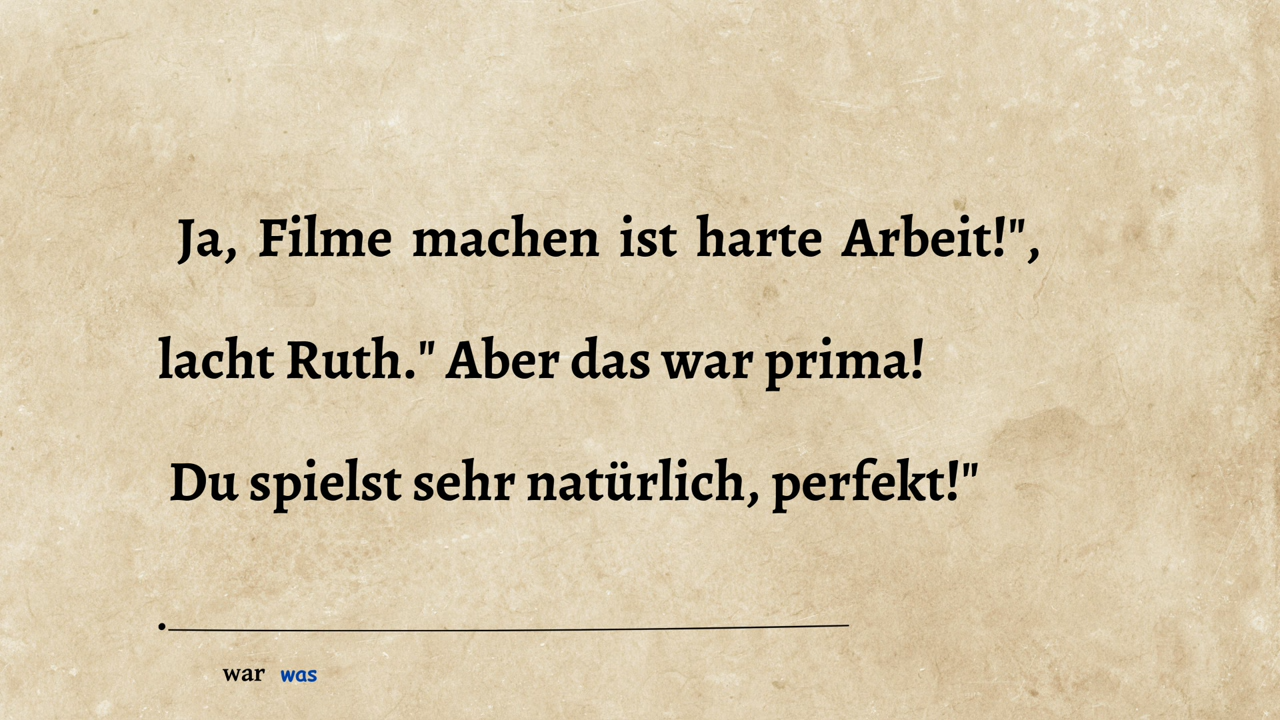 Ja, Filme machen ist harte Arbeit!",
lacht Ruth." Aber das war prima!
Du spielst sehr natürlich, perfekt!"
war was